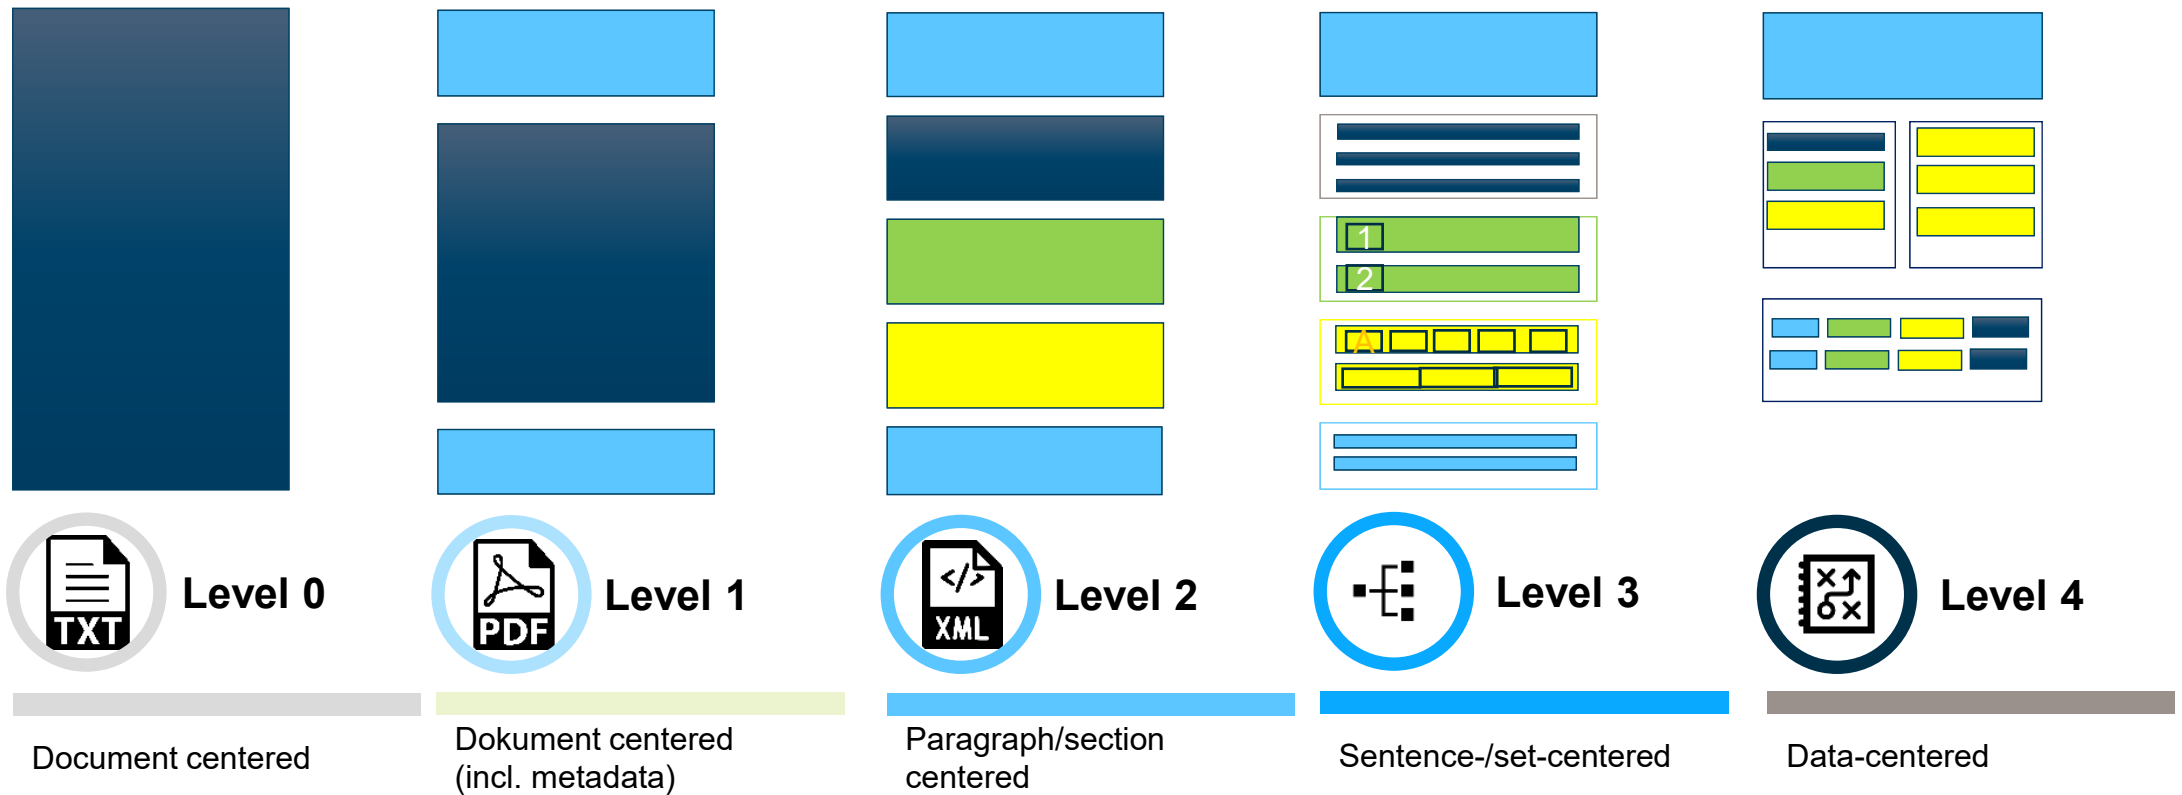 1
2
A
TXT
Level 0
PDF
Level 1
</>
XML
Level 2
Level 3
Level 4
Document centered
Dokument centered
(incl. metadata)
Paragraph/section
centered
Sentence-/set-centered
Data-centered